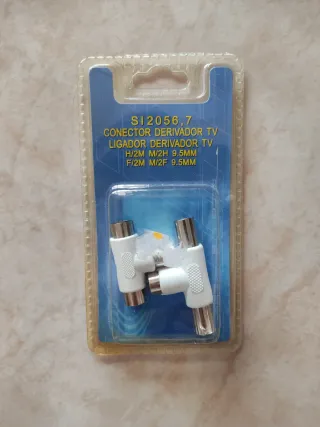 SI2056,7
CONECTOR DERIVADOR TV
LIGADOR DERIVADOR TV
H/2M M/2H 9.5MM
F/2M M/2F 9.5MM